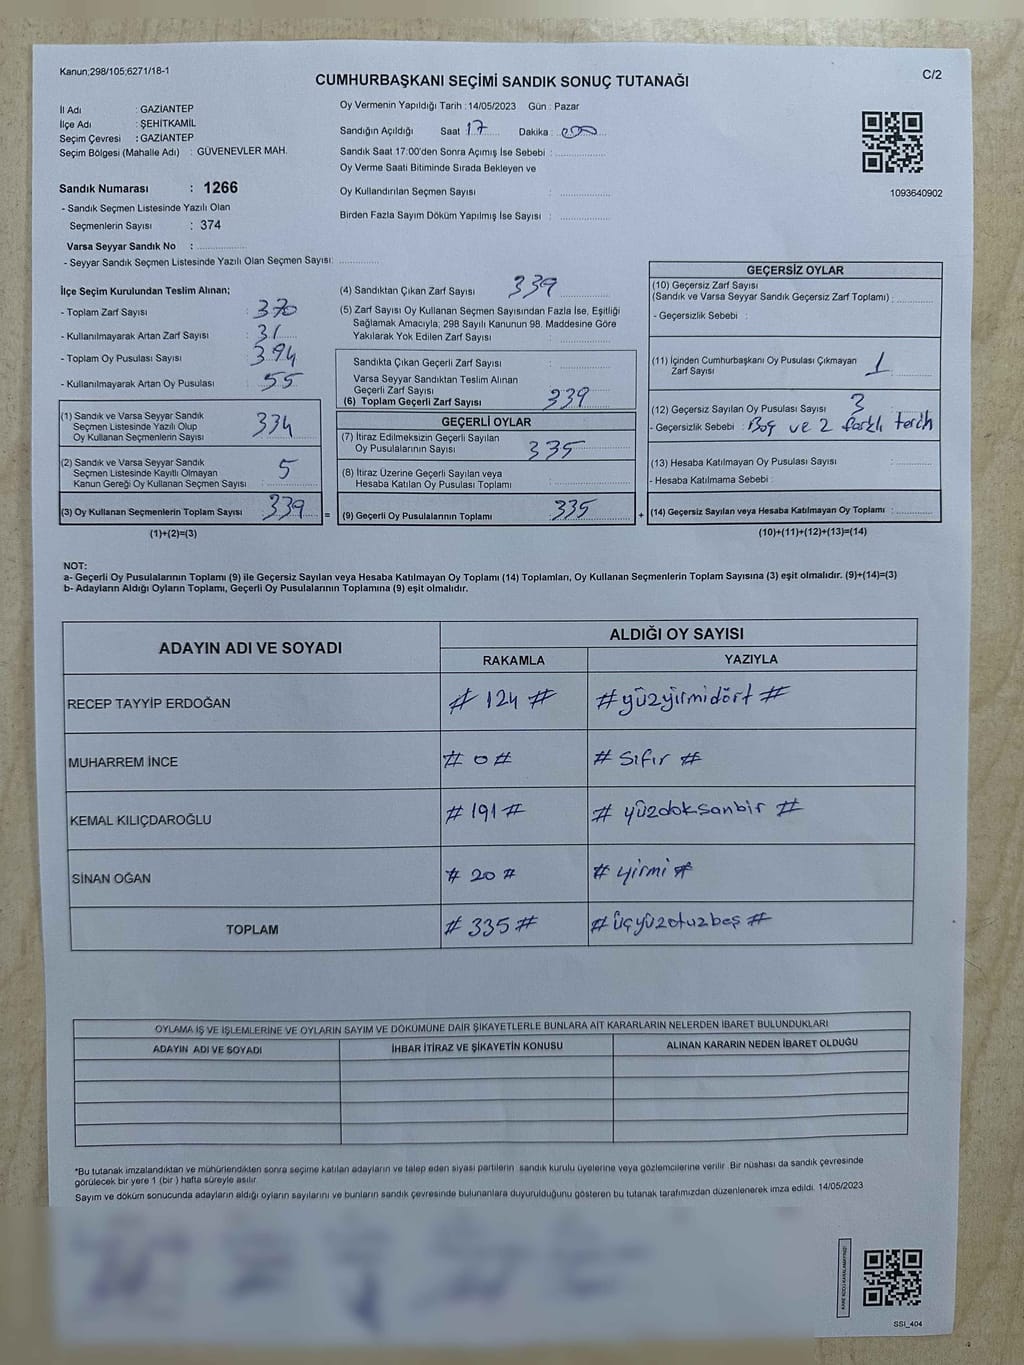 Kanun;298/105;6271/18-1
C/2
CUMHURBAŞKANI SEÇİMİ SANDIK SONUÇ TUTANAĞI
İl Adı : GAZİANTEP
İlçe Adı : ŞEHİTKAMİL
Seçim Çevresi : GAZİANTEP
Seçim Bölgesi (Mahalle Adı) : GÜVENEVLER MAH.
Oy Vermenin Yapıldığı Tarih : 14/05/2023 Gün : Pazar
Sandığın Açıldığı Saat : 17 Dakika : 00
Sandık Saat 17:00'den Sonra Açımış İse Sebebi :
Oy Verme Saati Bitiminde Sırada Bekleyen ve
Oy Kullandırılan Seçmen Sayısı :
Birden Fazla Sayım Döküm Yapılmış İse Sayısı :
1093640902
Sandık Numarası : 1266
- Sandık Seçmen Listesinde Yazılı Olan
Seçmenlerin Sayısı : 374
Varsa Seyyar Sandık No :
- Seyyar Sandık Seçmen Listesinde Yazılı Olan Seçmen Sayısı:
İlçe Seçim Kurulundan Teslim Alınan;
- Toplam Zarf Sayısı : 370
- Kullanılmayarak Artan Zarf Sayısı : 31
- Toplam Oy Pusulası Sayısı : 394
- Kullanılmayarak Artan Oy Pusulası : 55
(1) Sandık ve Varsa Seyyar Sandık
Seçmen Listesinde Yazılı Olup
Oy Kullanan Seçmenlerin Sayısı 334
(2) Sandık ve Varsa Seyyar Sandık
Seçmen Listesinde Kayıtlı Olmayan
Kanun Gereği Oy Kullanan Seçmen Sayısı : 5
(3) Oy Kullanan Seçmenlerin Toplam Sayısı : 339 =
(1)+(2)=(3)
(4) Sandıktan Çıkan Zarf Sayısı : 339
(5) Zarf Sayısı Oy Kullanan Seçmen Sayısından Fazla İse, Eşitliği
Sağlamak Amacıyla; 298 Sayılı Kanunun 98. Maddesine Göre
Yakılarak Yok Edilen Zarf Sayısı :
Sandıkta Çıkan Geçerli Zarf Sayısı :
Varsa Seyyar Sandıktan Teslim Alınan
Geçerli Zarf Sayısı :
(6) Toplam Geçerli Zarf Sayısı : 339
GEÇERLİ OYLAR
(7) İtiraz Edilmeksizin Geçerli Sayılan
Oy Pusulalarının Sayısı : 335
(8) İtiraz Üzerine Geçerli Sayılan veya
Hesaba Katılan Oy Pusulası Toplamı :
(9) Geçerli Oy Pusulalarının Toplamı : 335 +
GEÇERSİZ OYLAR
(10) Geçersiz Zarf Sayısı
(Sandık ve Varsa Seyyar Sandık Geçersiz Zarf Toplamı) :
- Geçersizlik Sebebi :
(11) İçinden Cumhurbaşkanı Oy Pusulası Çıkmayan
Zarf Sayısı : 1
(12) Geçersiz Sayılan Oy Pusulası Sayısı : 3
- Geçersizlik Sebebi : Boş ve 2 farklı tercih
(13) Hesaba Katılmayan Oy Pusulası Sayısı :
- Hesaba Katılmama Sebebi :
(14) Geçersiz Sayılan veya Hesaba Katılmayan Oy Toplamı :
(10)+(11)+(12)+(13)=(14)
NOT:
a- Geçerli Oy Pusulalarının Toplamı (9) ile Geçersiz Sayılan veya Hesaba Katılmayan Oy Toplamı (14) Toplamları, Oy Kullanan Seçmenlerin Toplam Sayısına (3) eşit olmalıdır. (9)+(14)=(3)
b- Adayların Aldığı Oyların Toplamı, Geçerli Oy Pusulalarının Toplamına (9) eşit olmalıdır.
ADAYIN ADI VE SOYADI ALDIĞI OY SAYISI
RAKAMLA YAZIYLA
RECEP TAYYİP ERDOĞAN # 124 # # yüzyirmidört #
MUHARREM İNCE # 0 # # Sıfır #
KEMAL KILIÇDAROĞLU # 191 # # yüzdoksanbir #
SİNAN OĞAN # 20 # # yirmi #
TOPLAM # 335 # # üçyüzotuzbeş #
OYLAMA İŞ VE İŞLEMLERİNE VE OYLARIN SAYIM VE DÖKÜMÜNE DAİR ŞİKAYETLERLE BUNLARA AİT KARARLARIN NELERDEN İBARET BULUNDUKLARI
ADAYIN ADI VE SOYADI İHBAR İTİRAZ VE ŞİKAYETİN KONUSU ALINAN KARARIN NEDEN İBARET OLDUĞU
*Bu tutanak imzalandıktan ve mühürlendikten sonra seçime katılan adayların ve talep eden siyasi partilerin sandık kurulu üyelerine veya gözlemcilerine verilir. Bir nüshası da sandık çevresinde
görülecek bir yere 1 (bir ) hafta süreyle asılır.
Sayım ve döküm sonucunda adayların aldığı oyların sayılarını ve bunların sandık çevresinde bulunanlara duyurulduğunu gösteren bu tutanak tarafımızdan düzenlenerek imza edildi. 14/05/2023
SSI_404